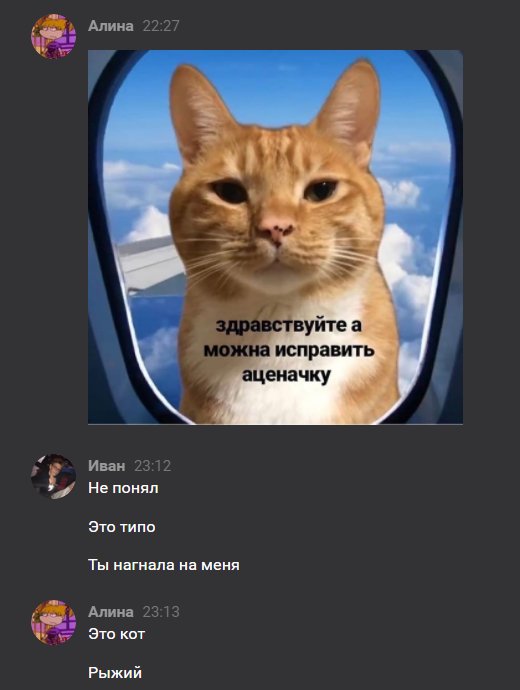 Алина 22:27
здравствуйте а
можна исправить
аценачку
Иван 23:12
Не понял
Это типо
Ты нагнала на меня
Алина 23:13
Это кот
Рыжий